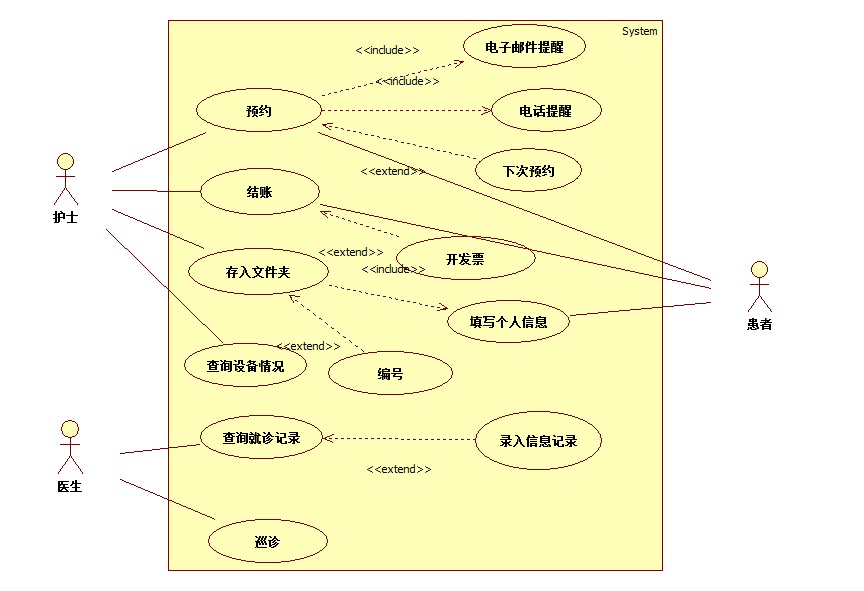 System
<<include>>
电子邮件提醒
<<include>>
预约
电话提醒
<<extend>>
下次预约
护士
结账
<<extend>>
开发票
存入文件夹
<<include>>
填写个人信息
患者
<<extend>>
查询设备情况
编号
查询就诊记录
录入信息记录
<<extend>>
医生
巡诊